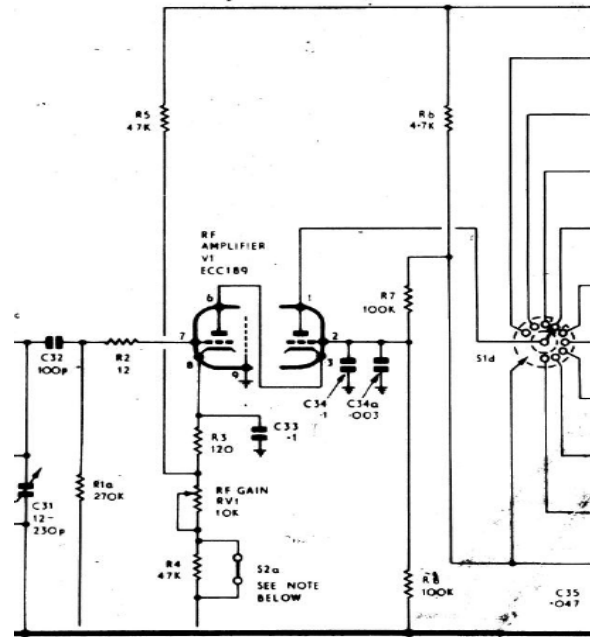 R5
47K
R6
4·7K
RF
AMPLIFIER
V1
ECC189
6
1
R7
100K
7
2
8
3
9
C32
100p
R2
12
C34
·1
C34a
·003
S1d
C33
·1
R3
120
R1a
270K
RF GAIN
RV1
10K
C31
12-
230p
R4
47K
S2a
SEE NOTE
BELOW
R8
100K
C35
·047